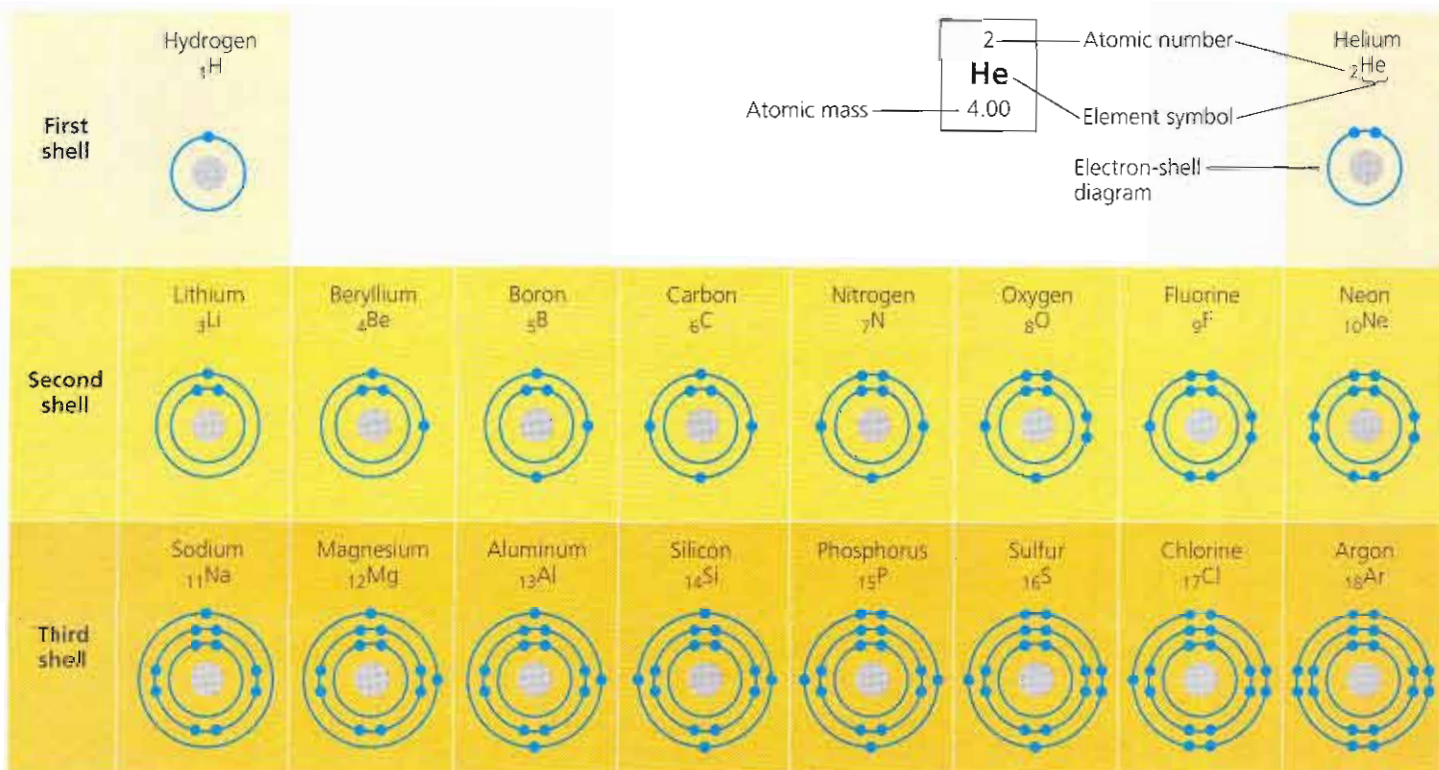 Hydrogen
₁H
First
shell
2
He
4.00
Atomic number
Element symbol
Atomic mass
Electron-shell
diagram
Helium
₂He
Second
shell
Lithium
₃Li
Beryllium
₄Be
Boron
₅B
Carbon
₆C
Nitrogen
₇N
Oxygen
₈O
Fluorine
₉F
Neon
₁₀Ne
Third
shell
Sodium
₁₁Na
Magnesium
₁₂Mg
Aluminum
₁₃Al
Silicon
₁₄Si
Phosphorus
₁₅P
Sulfur
₁₆S
Chlorine
₁₇Cl
Argon
₁₈Ar